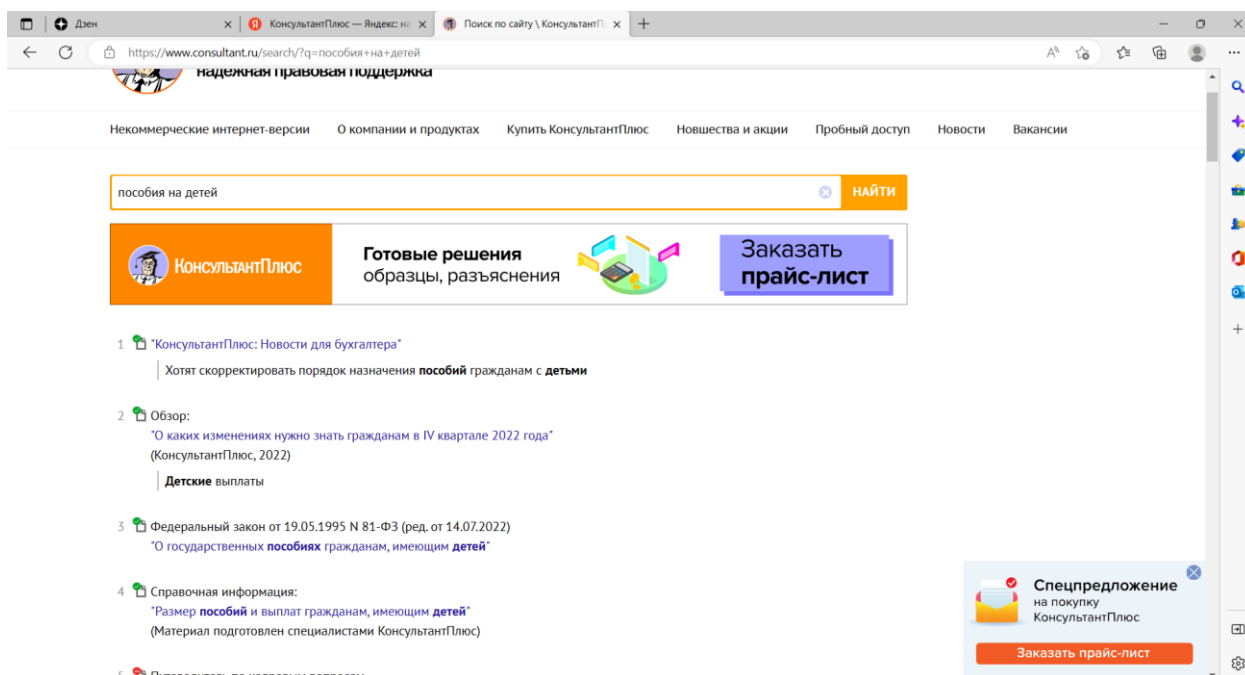 Дзен
КонсультантПлюс — Яндекс: на
Поиск по сайту \ КонсультантП
https://www.consultant.ru/search/?q=пособия+на+детей
надежная правовая поддержка
Некоммерческие интернет-версии О компании и продуктах Купить КонсультантПлюс Новшества и акции Пробный доступ Новости Вакансии
пособия на детей
НАЙТИ
КонсультантПлюс
Готовые решения
образцы, разъяснения
Заказать
прайс-лист
1 "КонсультантПлюс: Новости для бухгалтера"
Хотят скорректировать порядок назначения пособий гражданам с детьми
2 Обзор:
"О каких изменениях нужно знать гражданам в IV квартале 2022 года"
(КонсультантПлюс, 2022)
Детские выплаты
3 Федеральный закон от 19.05.1995 N 81-ФЗ (ред. от 14.07.2022)
"О государственных пособиях гражданам, имеющим детей"
4 Справочная информация:
"Размер пособий и выплат гражданам, имеющим детей"
(Материал подготовлен специалистами КонсультантПлюс)
5 Путеводитель по кадровым вопросам
Спецпредложение
на покупку
КонсультантПлюс
Заказать прайс-лист